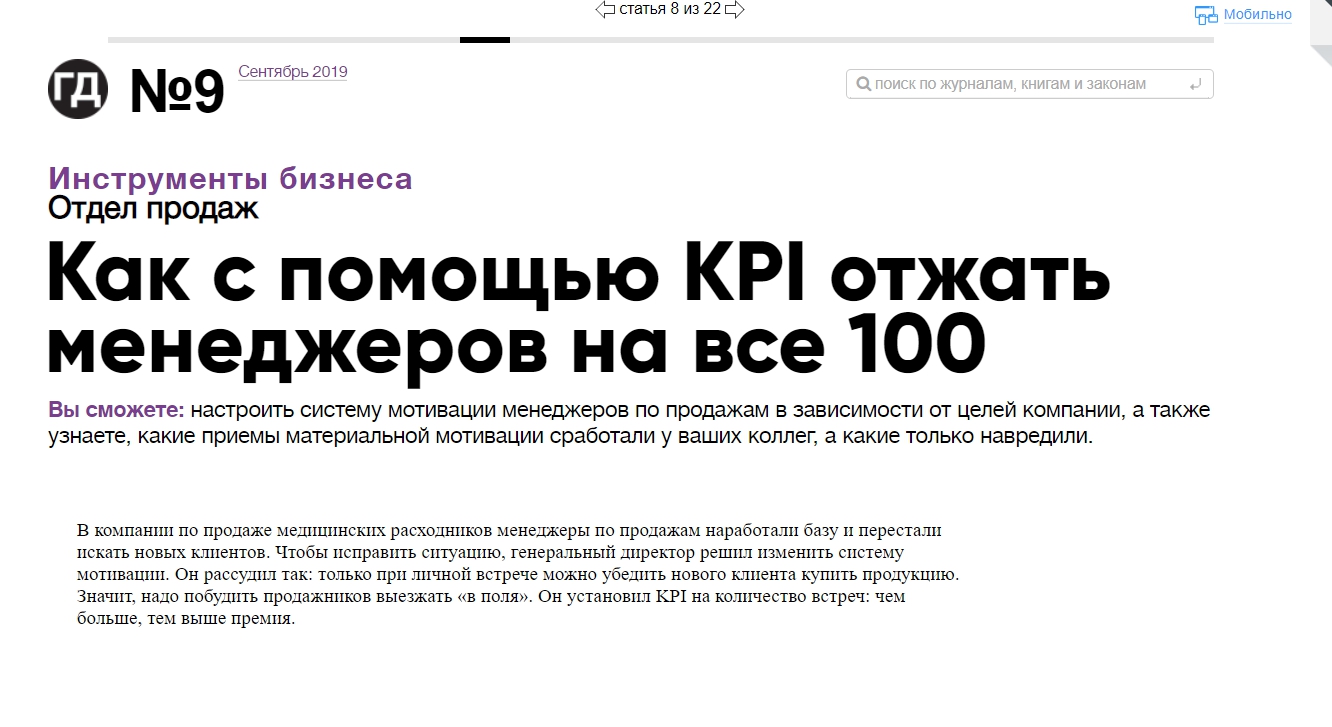 статья 8 из 22
Мобильно
ГД
№9
Сентябрь 2019
поиск по журналам, книгам и законам
Инструменты бизнеса
Отдел продаж
Как с помощью KPI отжать
менеджеров на все 100
Вы сможете: настроить систему мотивации менеджеров по продажам в зависимости от целей компании, а также
узнаете, какие приемы материальной мотивации сработали у ваших коллег, а какие только навредили.
В компании по продаже медицинских расходников менеджеры по продажам наработали базу и перестали
искать новых клиентов. Чтобы исправить ситуацию, генеральный директор решил изменить систему
мотивации. Он рассудил так: только при личной встрече можно убедить нового клиента купить продукцию.
Значит, надо побудить продажников выезжать «в поля». Он установил KPI на количество встреч: чем
больше, тем выше премия.